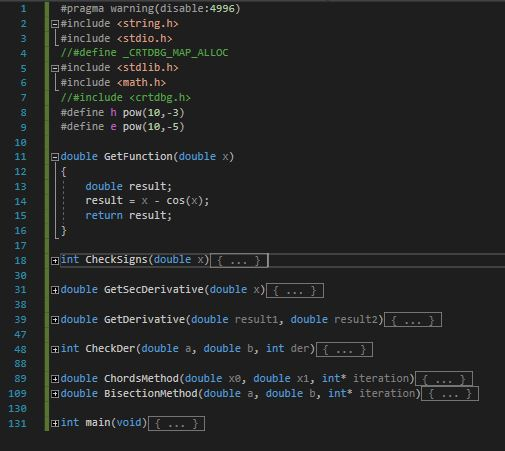 1 #pragma warning(disable:4996)
2 #include <string.h>
3 #include <stdio.h>
4 //#define _CRTDBG_MAP_ALLOC
5 #include <stdlib.h>
6 #include <math.h>
7 //#include <crtdbg.h>
8 #define h pow(10,-3)
9 #define e pow(10,-5)
10
11 double GetFunction(double x)
12 {
13 double result;
14 result = x - cos(x);
15 return result;
16 }
17
18 int CheckSigns(double x){ ... }
30
31 double GetSecDerivative(double x){ ... }
38
39 double GetDerivative(double result1, double result2){ ... }
47
48 int CheckDer(double a, double b, int der){ ... }
88
89 double ChordsMethod(double x0, double x1, int* iteration){ ... }
109 double BisectionMethod(double a, double b, int* iteration){ ... }
130
131 int main(void){ ... }